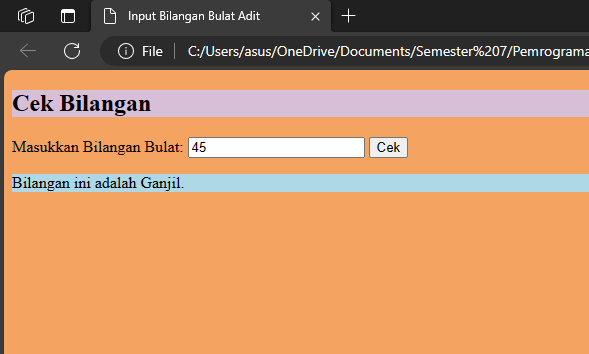 Input Bilangan Bulat Adit
File C:/Users/asus/OneDrive/Documents/Semester%207/Pemrograma
Cek Bilangan
Masukkan Bilangan Bulat: 45 Cek
Bilangan ini adalah Ganjil.